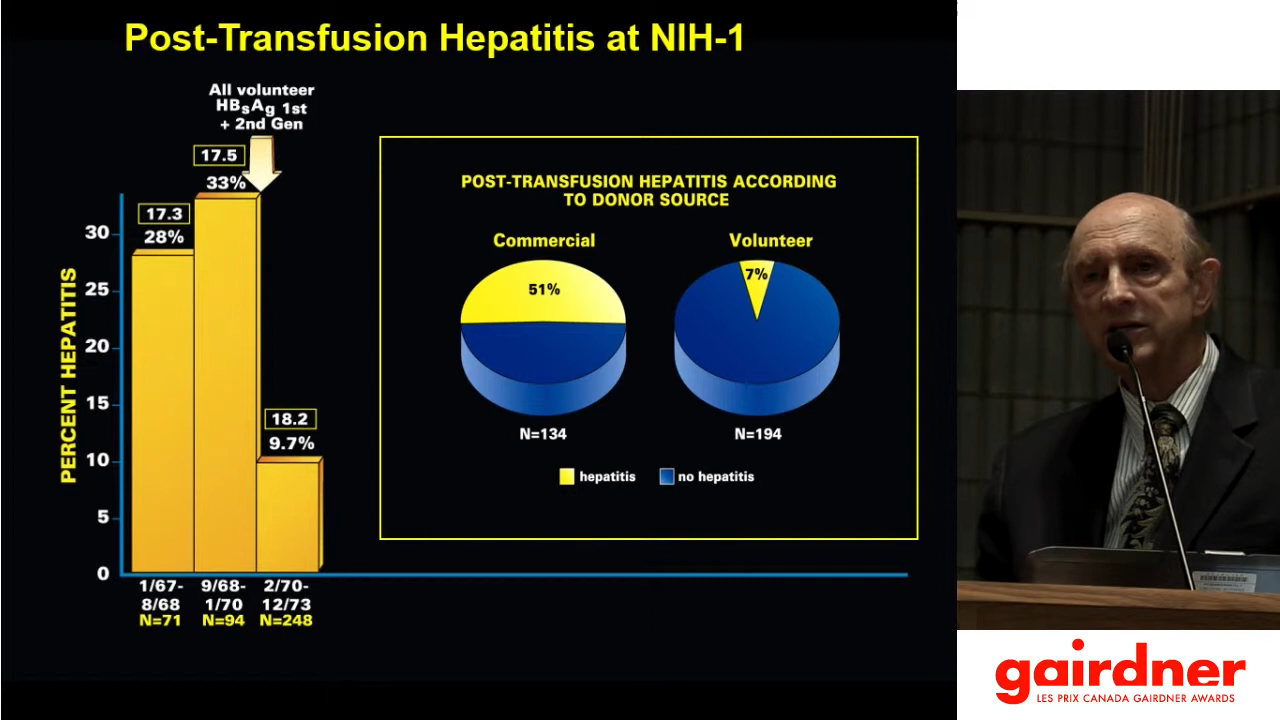 Post-Transfusion Hepatitis at NIH-1
All volunteer
HBsAg 1st
+ 2nd Gen
17.5
33%
17.3
28%
18.2
9.7%
PERCENT HEPATITIS
30
25
20
15
10
5
0
1/67-
8/68
N=71
9/68-
1/70
N=94
2/70-
12/73
N=248
POST-TRANSFUSION HEPATITIS ACCORDING
TO DONOR SOURCE
Commercial
Volunteer
51%
7%
N=134
N=194
hepatitis
no hepatitis
gairdner
LES PRIX CANADA GAIRDNER AWARDS